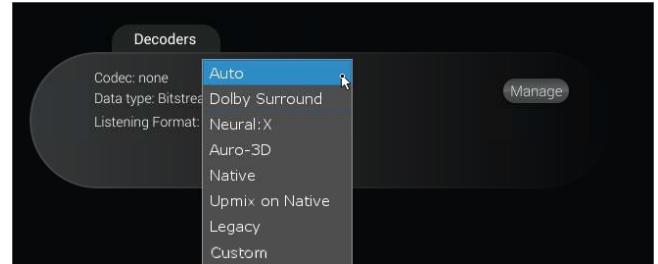 Decoders
Codec: none
Data type: Bitstrea
Listening Format:
Auto
Dolby Surround
Neural:X
Auro-3D
Native
Upmix on Native
Legacy
Custom
Manage